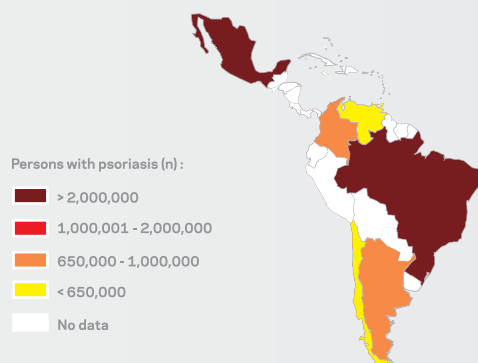 Persons with psoriasis (n) :
> 2,000,000
1,000,001 - 2,000,000
650,000 - 1,000,000
< 650,000
No data